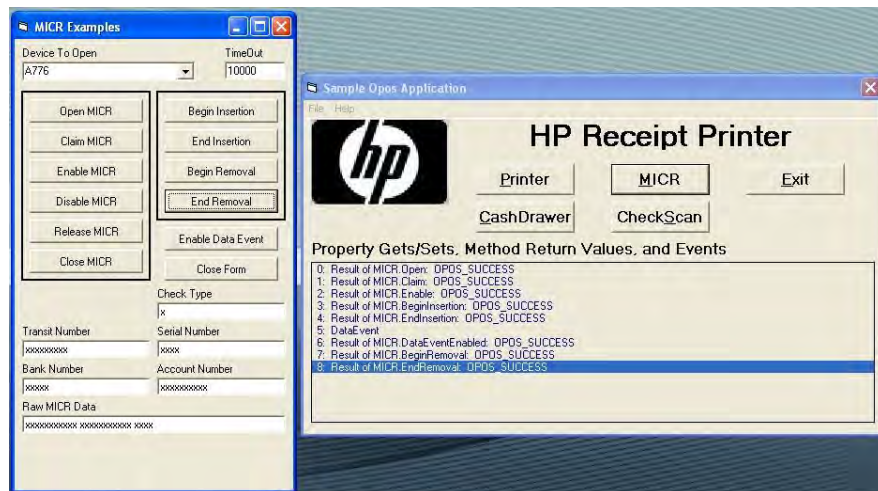 MICR Examples
Device To Open TimeOut
A776 10000
Open MICR Begin Insertion
Claim MICR End Insertion
Enable MICR Begin Removal
Disable MICR End Removal
Release MICR Enable Data Event
Close MICR Close Form
Check Type
x
Transit Number Serial Number
xxxxxxxxx xxxx
Bank Number Account Number
xxxxx xxxxxxxxxx
Raw MICR Data
xxxxxxxxxxx xxxxxxxxxxx xxxx
Sample Opos Application
File Help
hp
HP Receipt Printer
Printer MICR Exit
CashDrawer CheckScan
Property Gets/Sets, Method Return Values, and Events
0: Result of MICR.Open: OPOS_SUCCESS
1: Result of MICR.Claim: OPOS_SUCCESS
2: Result of MICR.Enable: OPOS_SUCCESS
3: Result of MICR.BeginInsertion: OPOS_SUCCESS
4: Result of MICR.EndInsertion: OPOS_SUCCESS
5: DataEvent
6: Result of MICR.DataEventEnabled: OPOS_SUCCESS
7: Result of MICR.BeginRemoval: OPOS_SUCCESS
8: Result of MICR.EndRemoval: OPOS_SUCCESS